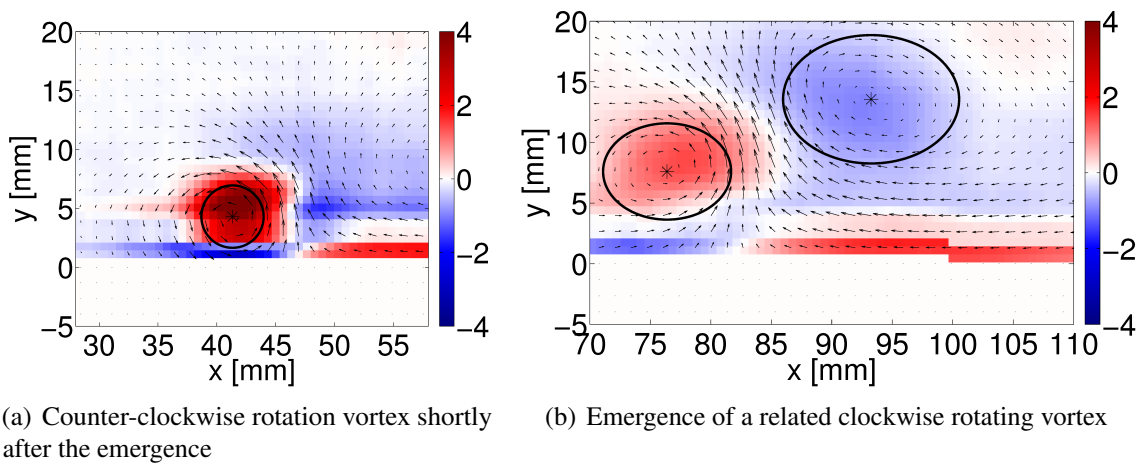 20
15
10
5
0
−5
y [mm]
30 35 40 45 50 55
x [mm]
4
2
0
−2
−4
20
15
10
5
0
−5
y [mm]
70 75 80 85 90 95 100 105 110
x [mm]
4
2
0
−2
−4
(a) Counter-clockwise rotation vortex shortly
after the emergence
(b) Emergence of a related clockwise rotating vortex